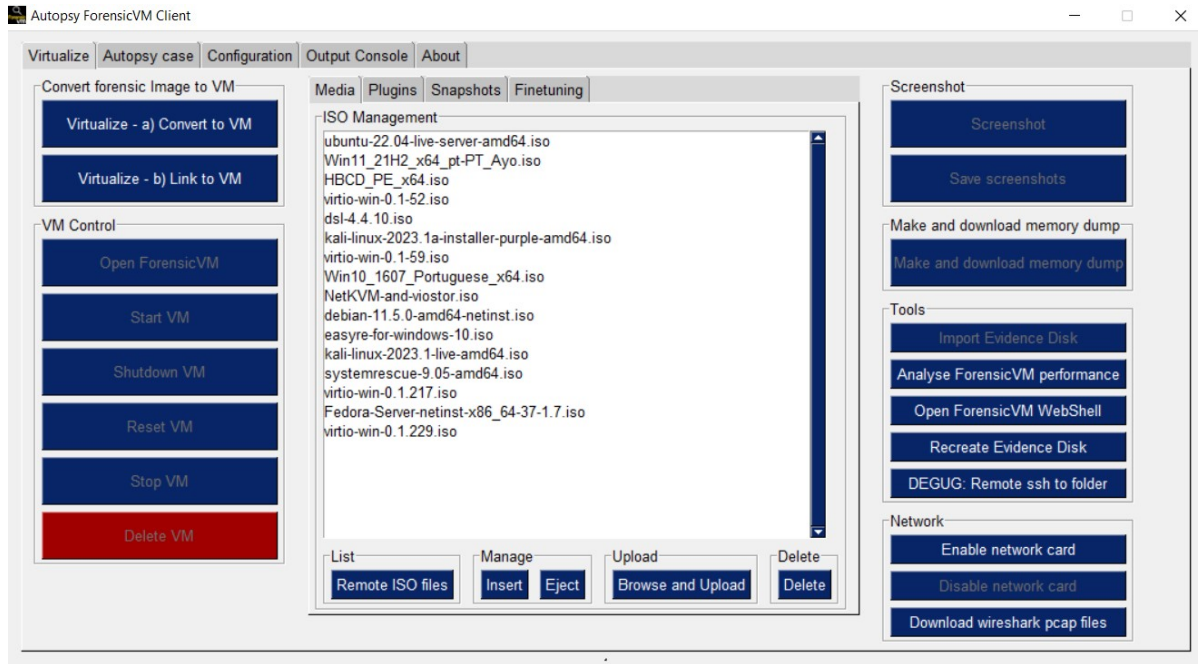 Autopsy ForensicVM Client
Virtualize Autopsy case Configuration Output Console About
Convert forensic Image to VM
Virtualize - a) Convert to VM
Virtualize - b) Link to VM
VM Control
Open ForensicVM
Start VM
Shutdown VM
Reset VM
Stop VM
Delete VM
Media Plugins Snapshots Finetuning
ISO Management
ubuntu-22.04-live-server-amd64.iso
Win11_21H2_x64_pt-PT_Ayo.iso
HBCD_PE_x64.iso
virtio-win-0.1-52.iso
dsl-4.4.10.iso
kali-linux-2023.1a-installer-purple-amd64.iso
virtio-win-0.1-59.iso
Win10_1607_Portuguese_x64.iso
NetKVM-and-viostor.iso
debian-11.5.0-amd64-netinst.iso
easyre-for-windows-10.iso
kali-linux-2023.1-live-amd64.iso
systemrescue-9.05-amd64.iso
virtio-win-0.1.217.iso
Fedora-Server-netinst-x86_64-37-1.7.iso
virtio-win-0.1.229.iso
List
Remote ISO files
Manage
Insert Eject
Upload
Browse and Upload
Delete
Delete
Screenshot
Screenshot
Save screenshots
Make and download memory dump
Make and download memory dump
Tools
Import Evidence Disk
Analyse ForensicVM performance
Open ForensicVM WebShell
Recreate Evidence Disk
DEGUG: Remote ssh to folder
Network
Enable network card
Disable network card
Download wireshark pcap files